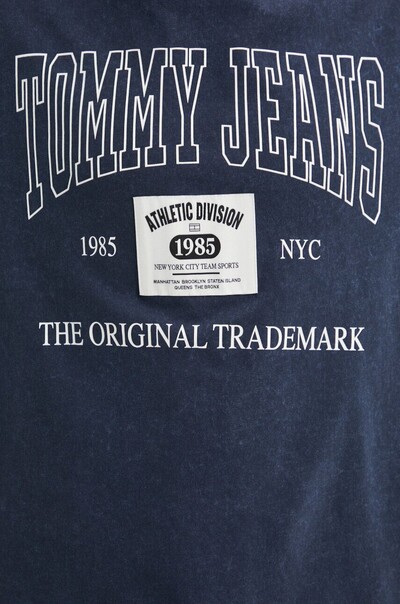 TOMMY JEANS
ATHLETIC DIVISION
1985 1985 NYC
NEW YORK CITY TEAM SPORTS
MANHATTAN BROOKLYN STATEN ISLAND
QUEENS THE BRONX
THE ORIGINAL TRADEMARK